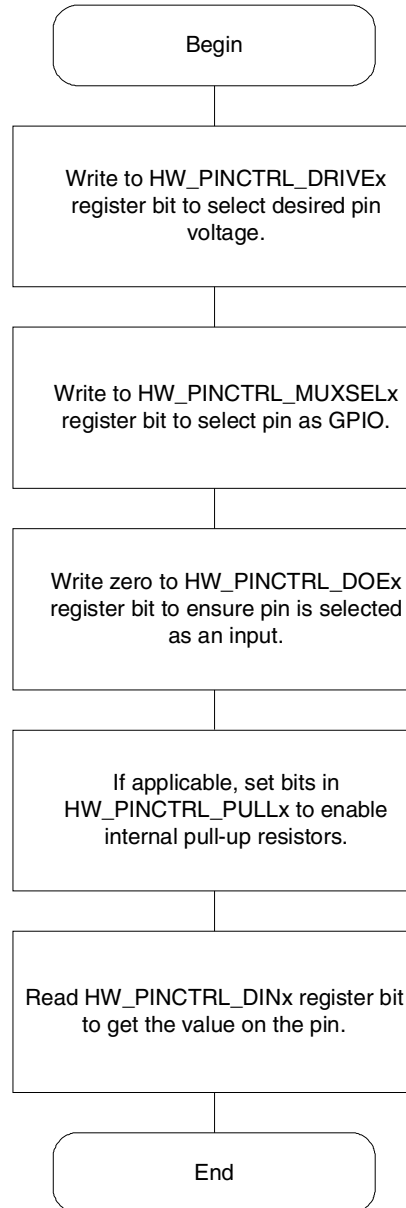 Begin
Write to HW_PINCTRL_DRIVEx
register bit to select desired pin
voltage.
Write to HW_PINCTRL_MUXSELx
register bit to select pin as GPIO.
Write zero to HW_PINCTRL_DOEx
register bit to ensure pin is selected
as an input.
If applicable, set bits in
HW_PINCTRL_PULLx to enable
internal pull-up resistors.
Read HW_PINCTRL_DINx register bit
to get the value on the pin.
End